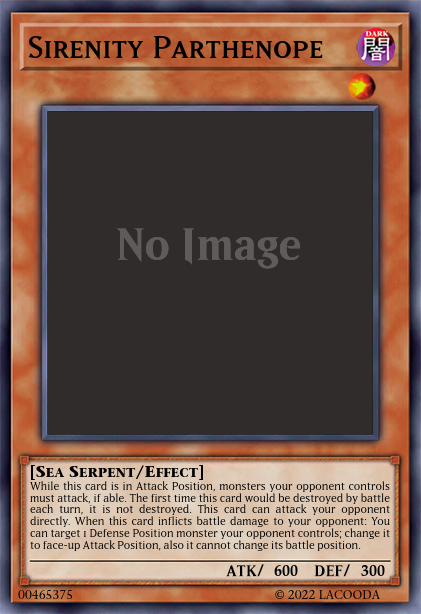 Sirenity Parthenope
DARK
闇
No Image
[Sea Serpent/Effect]
While this card is in Attack Position, monsters your opponent controls
must attack, if able. The first time this card would be destroyed by battle
each turn, it is not destroyed. This card can attack your opponent
directly. When this card inflicts battle damage to your opponent: You
can target 1 Defense Position monster your opponent controls; change it
to face-up Attack Position, also it cannot change its battle position.
ATK/ 600 DEF/ 300
00465375 © 2022 LACOODA